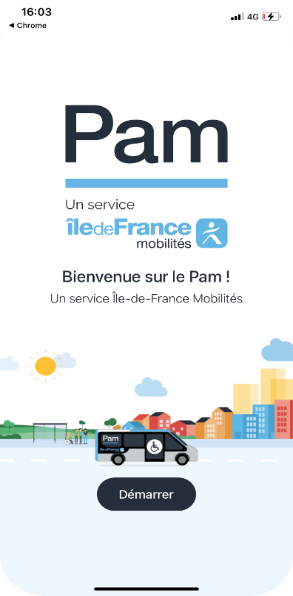 16:03
4G
◄ Chrome
Pam
Un service
îledeFrance
mobilités
Bienvenue sur le Pam !
Un service Île-de-France Mobilités
Pam
îledeFrance
Démarrer